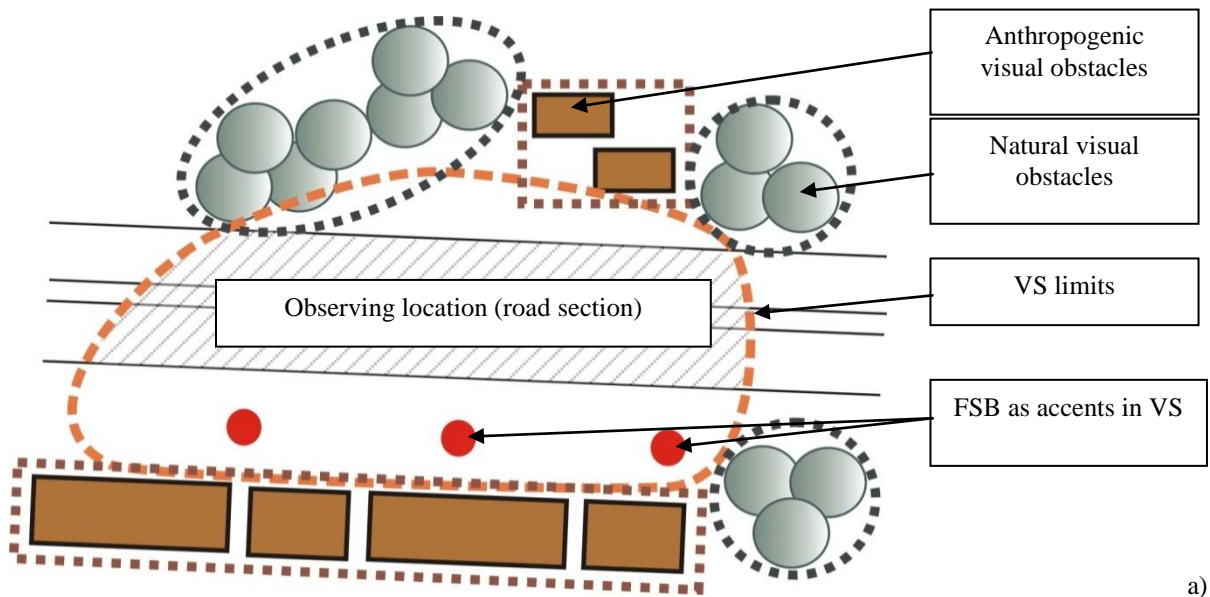 Anthropogenic
visual obstacles
Natural visual
obstacles
Observing location (road section)
VS limits
FSB as accents in VS
a)